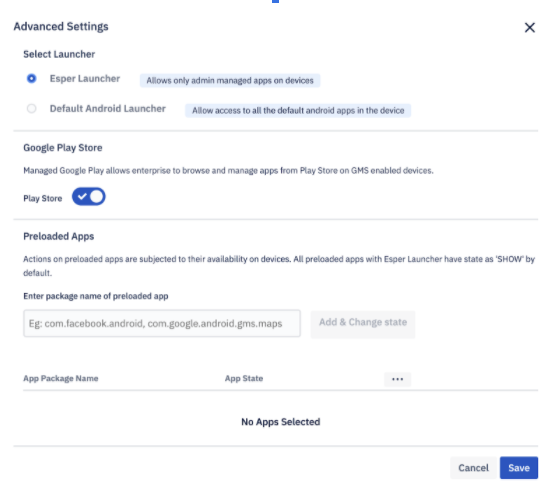 Advanced Settings
Select Launcher
Esper Launcher Allows only admin managed apps on devices
Default Android Launcher Allow access to all the default android apps in the device
Google Play Store
Managed Google Play allows enterprise to browse and manage apps from Play Store on GMS enabled devices.
Play Store
Preloaded Apps
Actions on preloaded apps are subjected to their availability on devices. All preloaded apps with Esper Launcher have state as 'SHOW' by
default.
Enter package name of preloaded app
Eg: com.facebook.android, com.google.android.gms.maps Add & Change state
App Package Name App State ...
No Apps Selected
Cancel Save